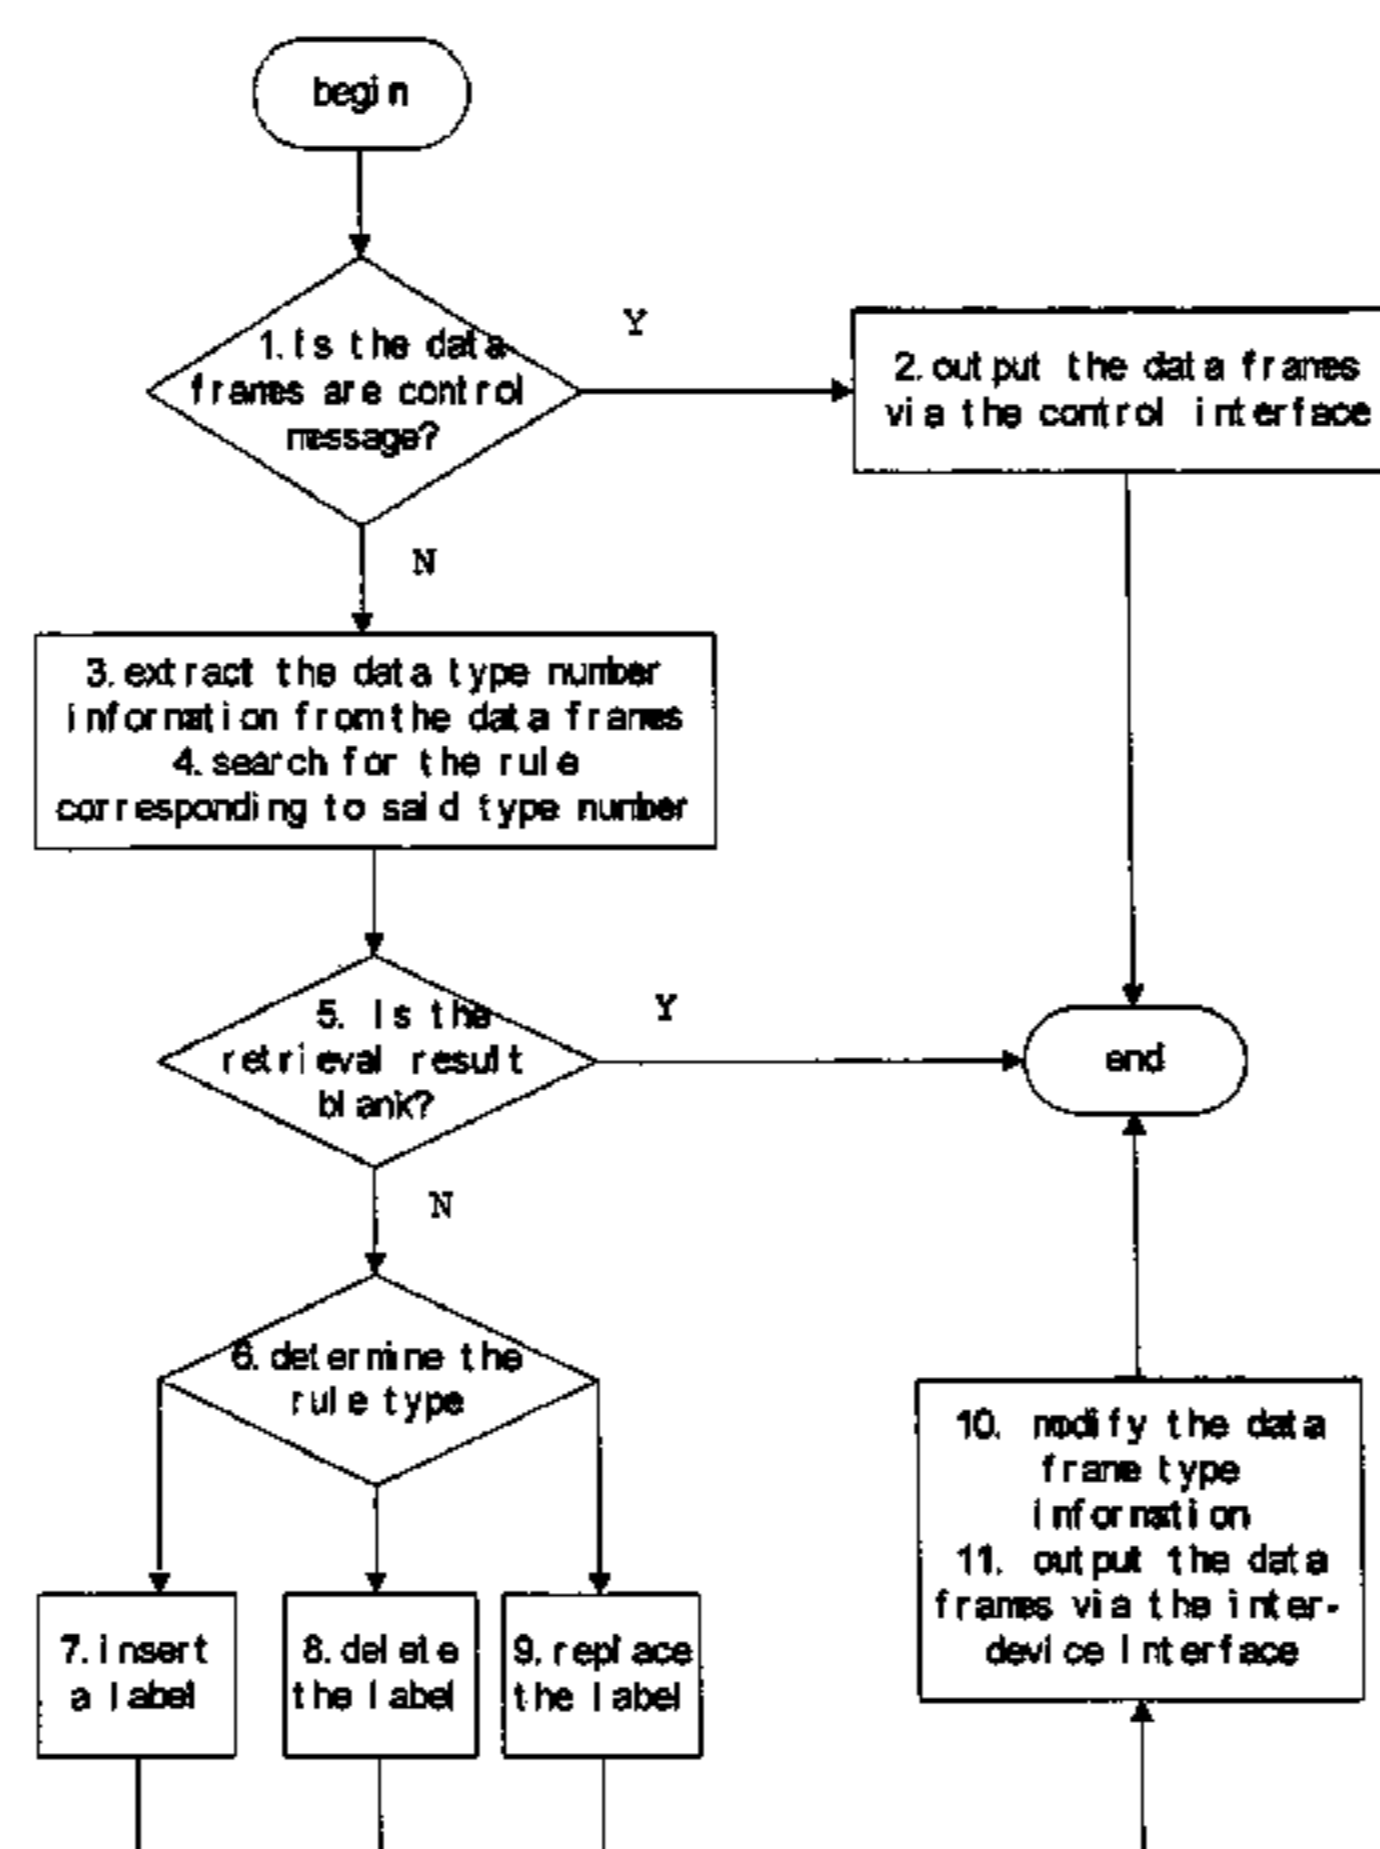 begin
1. Is the data
frames are control
message?
Y
2. output the data frames
via the control interface
N
3. extract the data type number
information from the data frames
4. search for the rule
corresponding to said type number
5. Is the
retrieval result
blank?
Y
end
N
6. determine the
rule type
10. modify the data
frame type
information
11. output the data
frames via the inter-
device interface
7. insert
a label
8. delete
the label
9. replace
the label